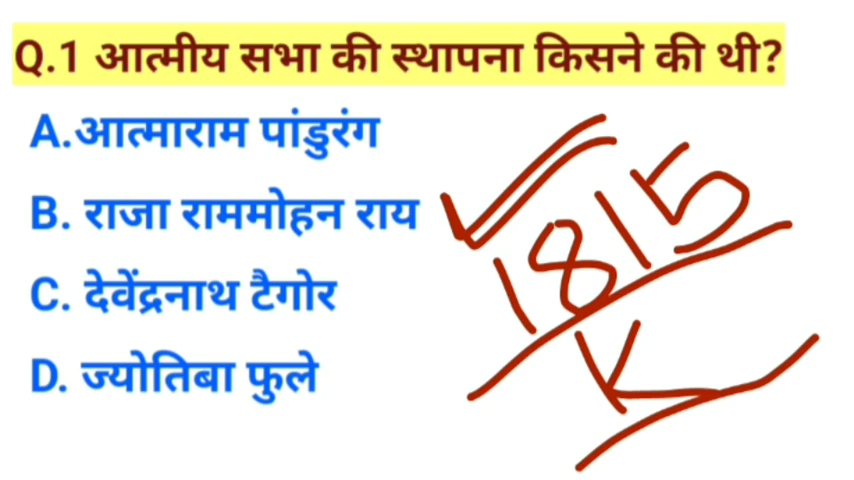 Q.1 आत्मीय सभा की स्थापना किसने की थी?
A.आत्माराम पांडुरंग
B. राजा राममोहन राय
1815
C. देवेंद्रनाथ टैगोर
K
D. ज्योतिबा फुले